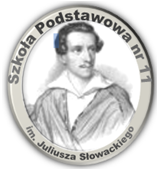 Szkoła Podstawowa nr 11
im. Juliusza Słowackiego